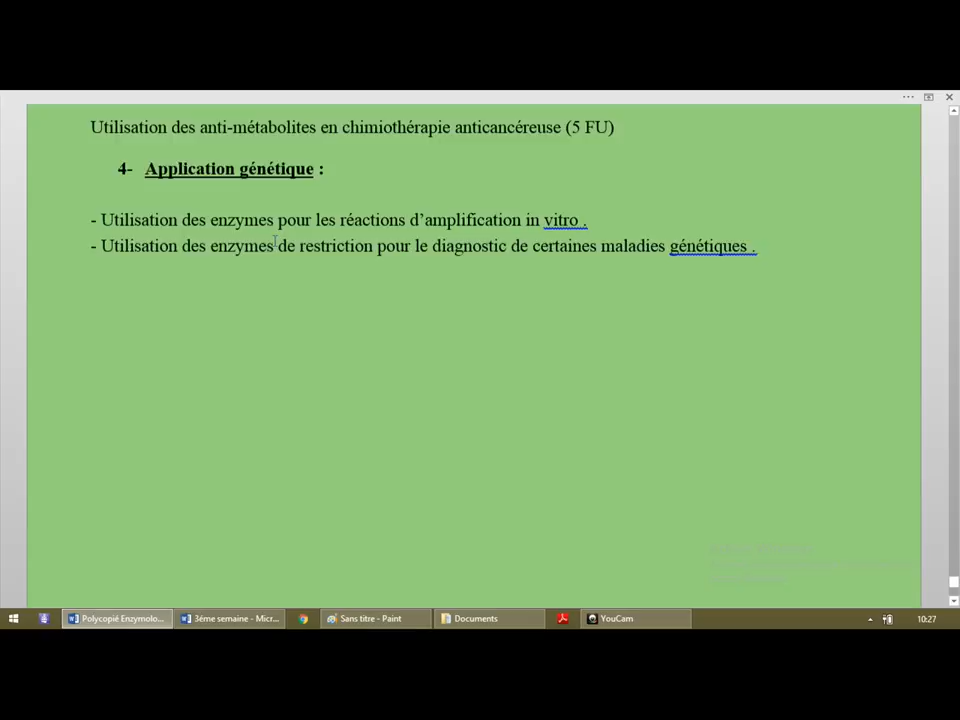 Utilisation des anti-métabolites en chimiothérapie anticancéreuse (5 FU)
4- Application génétique :
- Utilisation des enzymes pour les réactions d’amplification in vitro .
- Utilisation des enzymes de restriction pour le diagnostic de certaines maladies génétiques .
Polycopié Enzymolo... 3éme semaine - Micr... Sans titre - Paint Documents YouCam 10:27